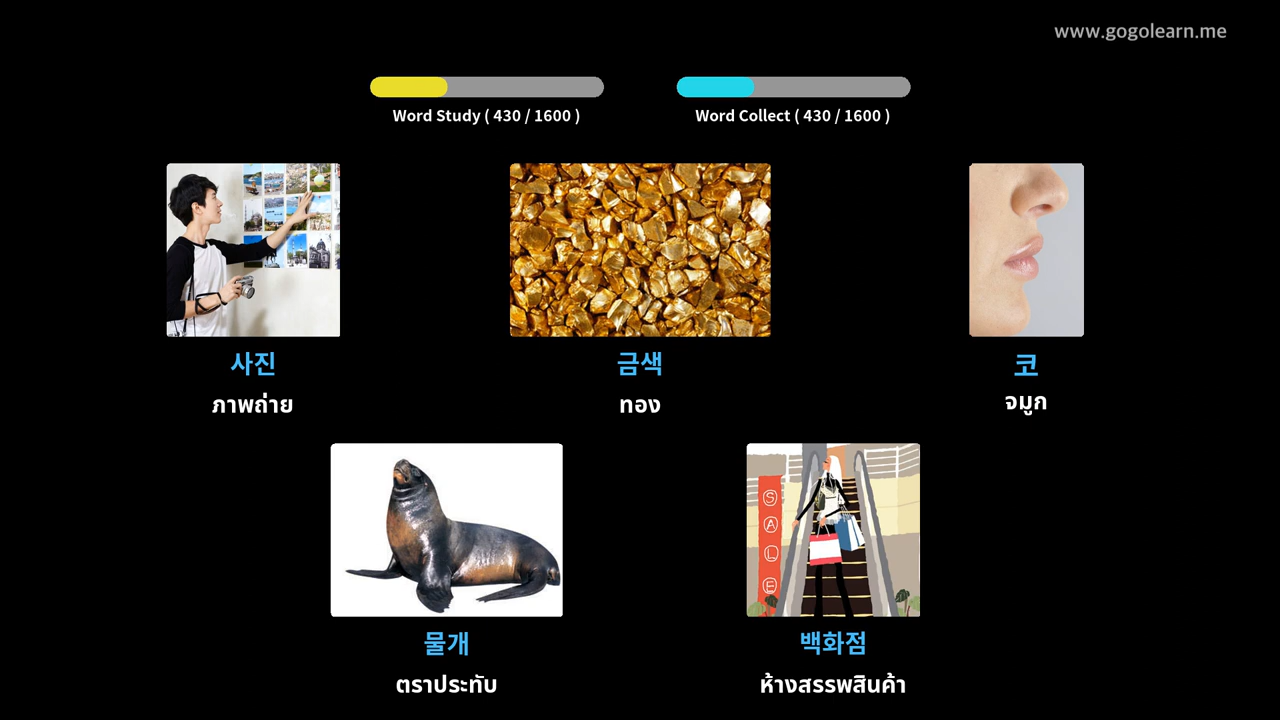 www.gogolearn.me
Word Study ( 430 / 1600 )
Word Collect ( 430 / 1600 )
사진
ภาพถ่าย
금색
ทอง
코
จมูก
SALE
물개
ตราประทับ
백화점
ห้างสรรพสินค้า